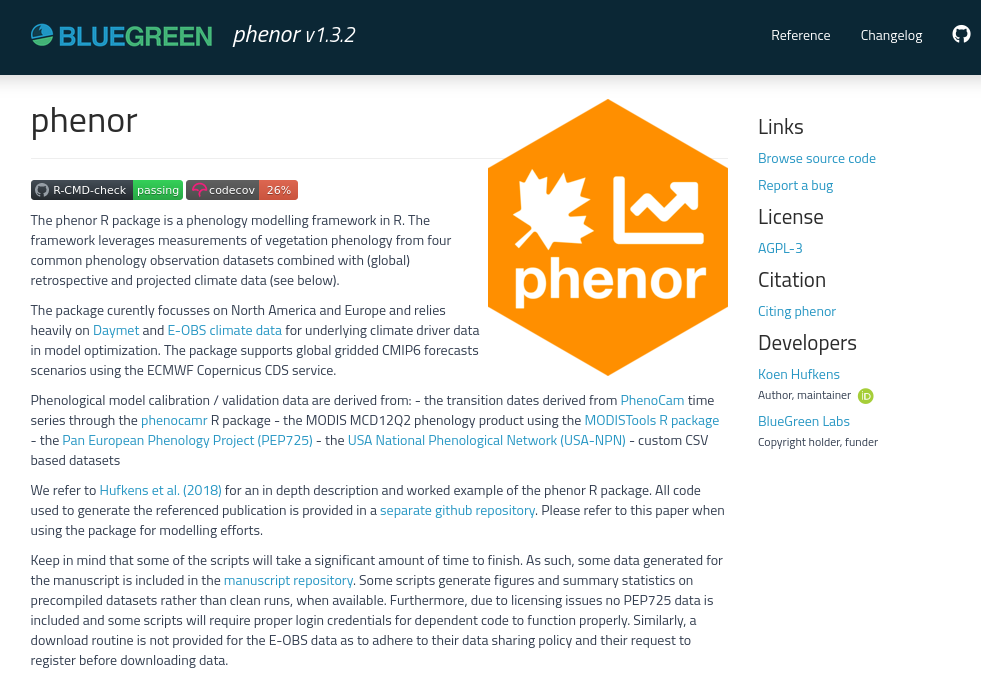 BLUEGREEN phenor v1.3.2 Reference Changelog
phenor
phenor
R-CMD-check passing codecov 26%
The phenor R package is a phenology modelling framework in R. The
framework leverages measurements of vegetation phenology from four
common phenology observation datasets combined with (global)
retrospective and projected climate data (see below).
The package curently focusses on North America and Europe and relies
heavily on Daymet and E-OBS climate data for underlying climate driver data
in model optimization. The package supports global gridded CMIP6 forecasts
scenarios using the ECMWF Copernicus CDS service.
Phenological model calibration / validation data are derived from: - the transition dates derived from PhenoCam time
series through the phenocamr R package - the MODIS MCD12Q2 phenology product using the MODISTools R package
- the Pan European Phenology Project (PEP725) - the USA National Phenological Network (USA-NPN) - custom CSV
based datasets
We refer to Hufkens et al. (2018) for an in depth description and worked example of the phenor R package. All code
used to generate the referenced publication is provided in a separate github repository. Please refer to this paper when
using the package for modelling efforts.
Keep in mind that some of the scripts will take a significant amount of time to finish. As such, some data generated for
the manuscript is included in the manuscript repository. Some scripts generate figures and summary statistics on
precompiled datasets rather than clean runs, when available. Furthermore, due to licensing issues no PEP725 data is
included and some scripts will require proper login credentials for dependent code to function properly. Similarly, a
download routine is not provided for the E-OBS data as to adhere to their data sharing policy and their request to
register before downloading data.
Links
Browse source code
Report a bug
License
AGPL-3
Citation
Citing phenor
Developers
Koen Hufkens
Author, maintainer iD
BlueGreen Labs
Copyright holder, funder